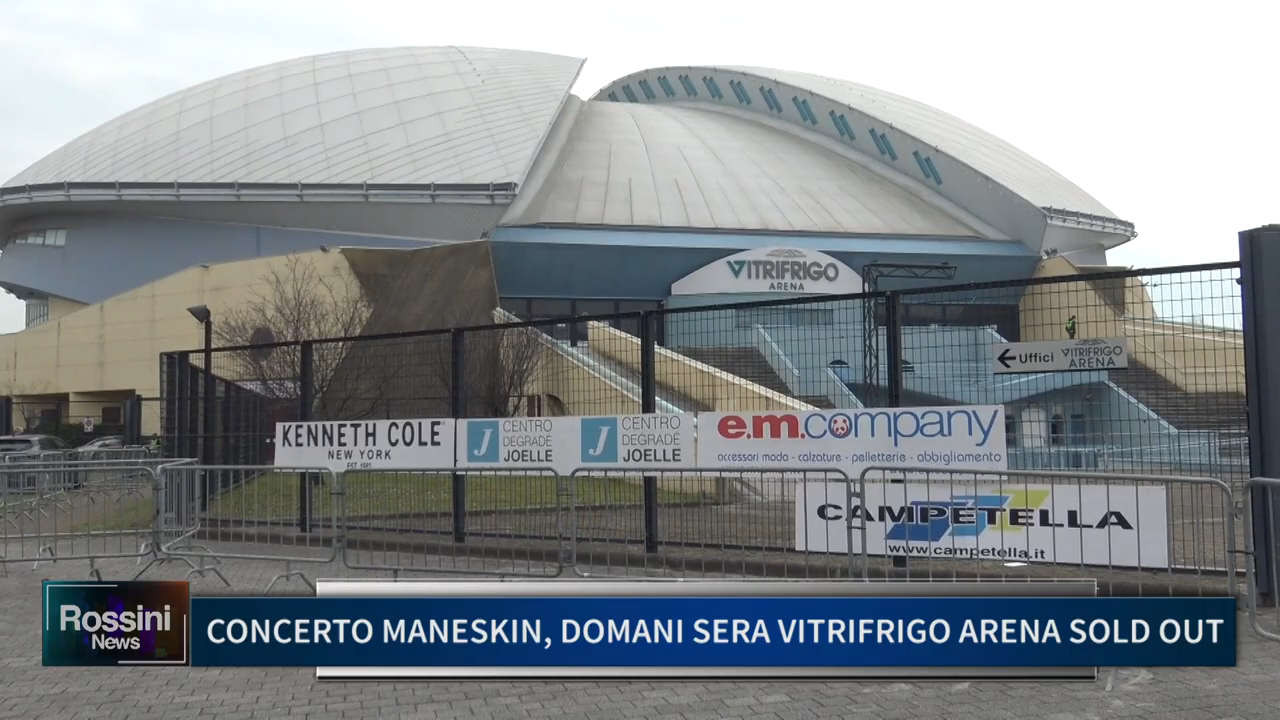 VITRIFRIGO
ARENA
Uffici VITRIFRIGO
ARENA
KENNETH COLE
NEW YORK
EST. 1983
J CENTRO
DEGRADÉ
JOELLE
J CENTRO
DEGRADÉ
JOELLE
e.m.company
accessori moda - calzature - pelletterie - abbigliamento
CAMPETELLA
www.campetella.it
Rossini
News
CONCERTO MANESKIN, DOMANI SERA VITRIFRIGO ARENA SOLD OUT